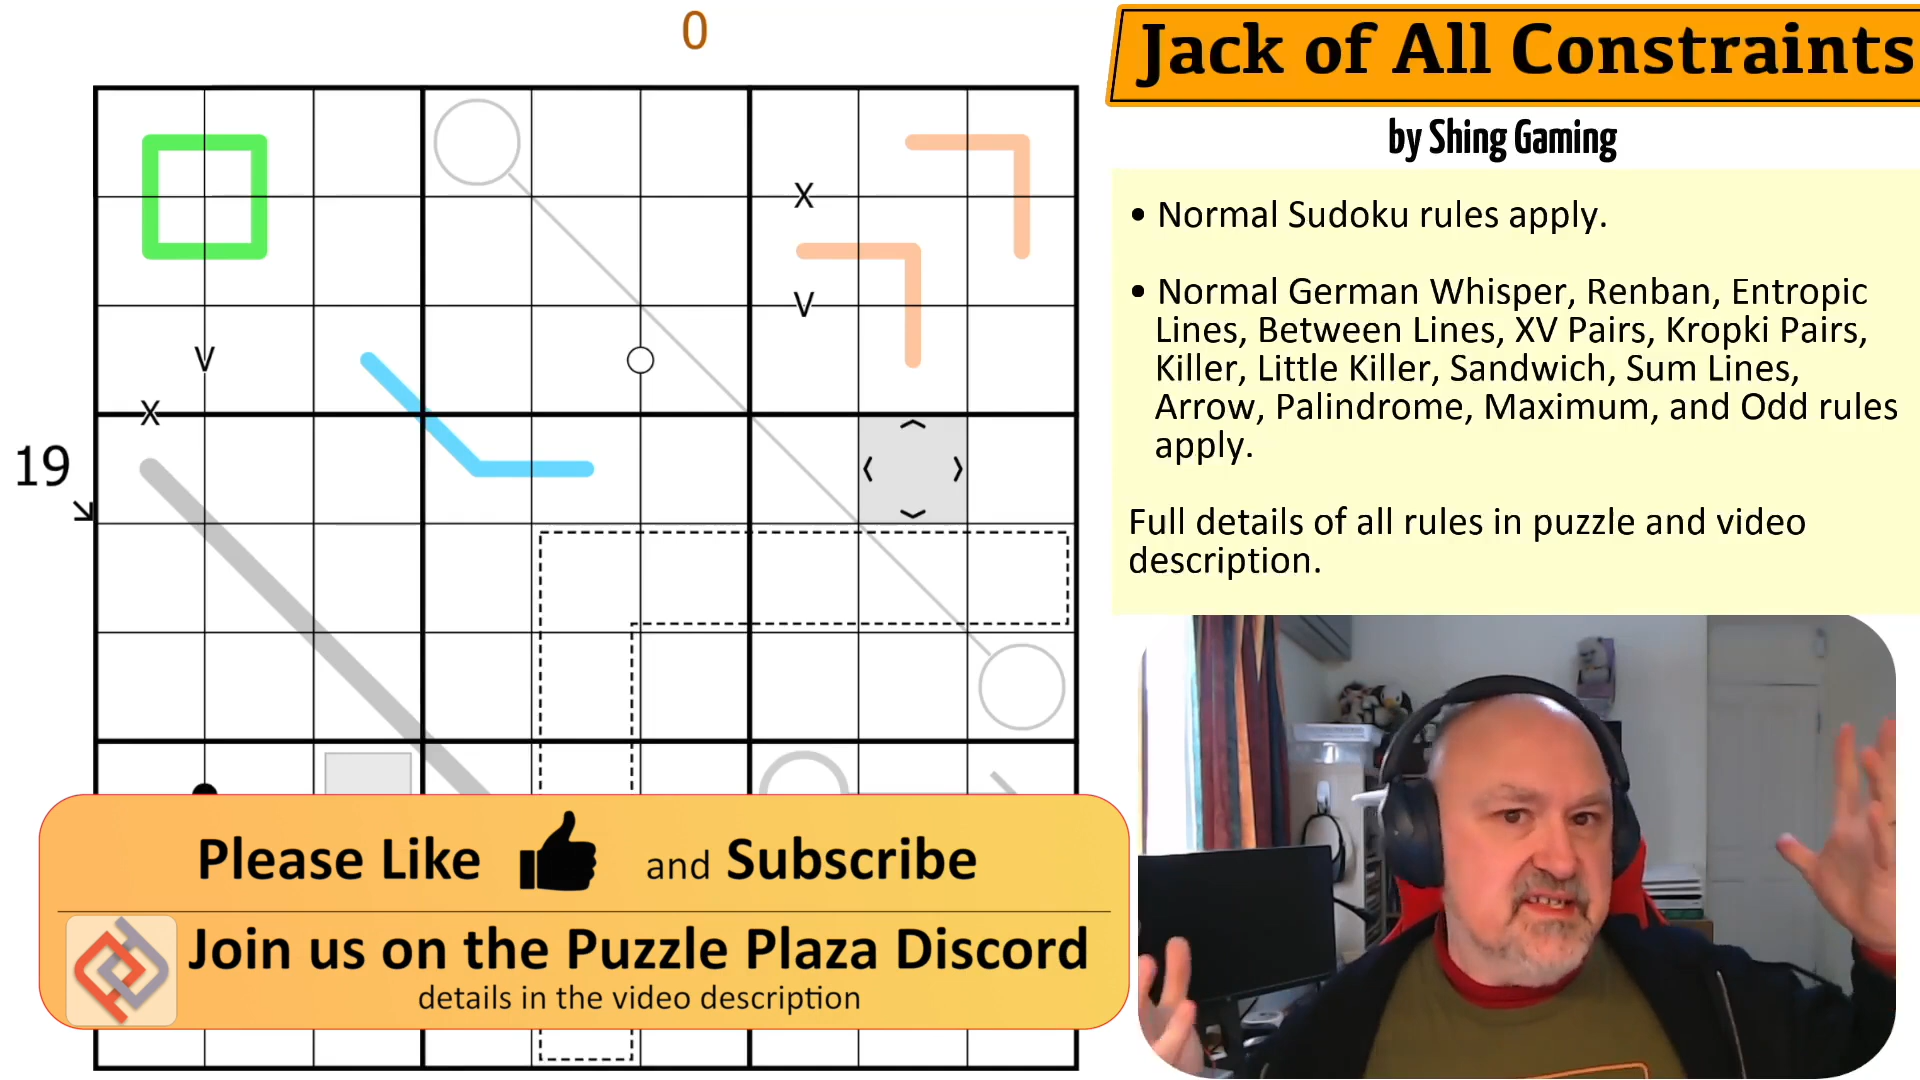 0
Jack of All Constraints
by Shing Gaming
• Normal Sudoku rules apply.
• Normal German Whisper, Renban, Entropic
Lines, Between Lines, XV Pairs, Kropki Pairs,
Killer, Little Killer, Sandwich, Sum Lines,
Arrow, Palindrome, Maximum, and Odd rules
apply.
Full details of all rules in puzzle and video
description.
X
V
V
X
19
Please Like and Subscribe
Join us on the Puzzle Plaza Discord
details in the video description